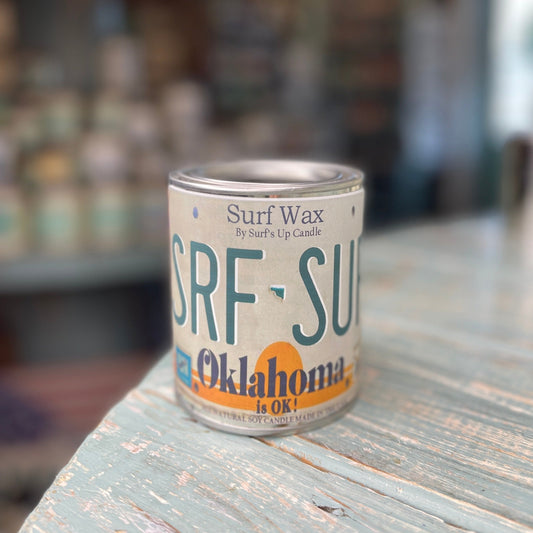 Surf Wax
By Surf's Up Candle
SRF SU
Oklahoma
is OK!
NATURAL SOY CANDLE MADE IN